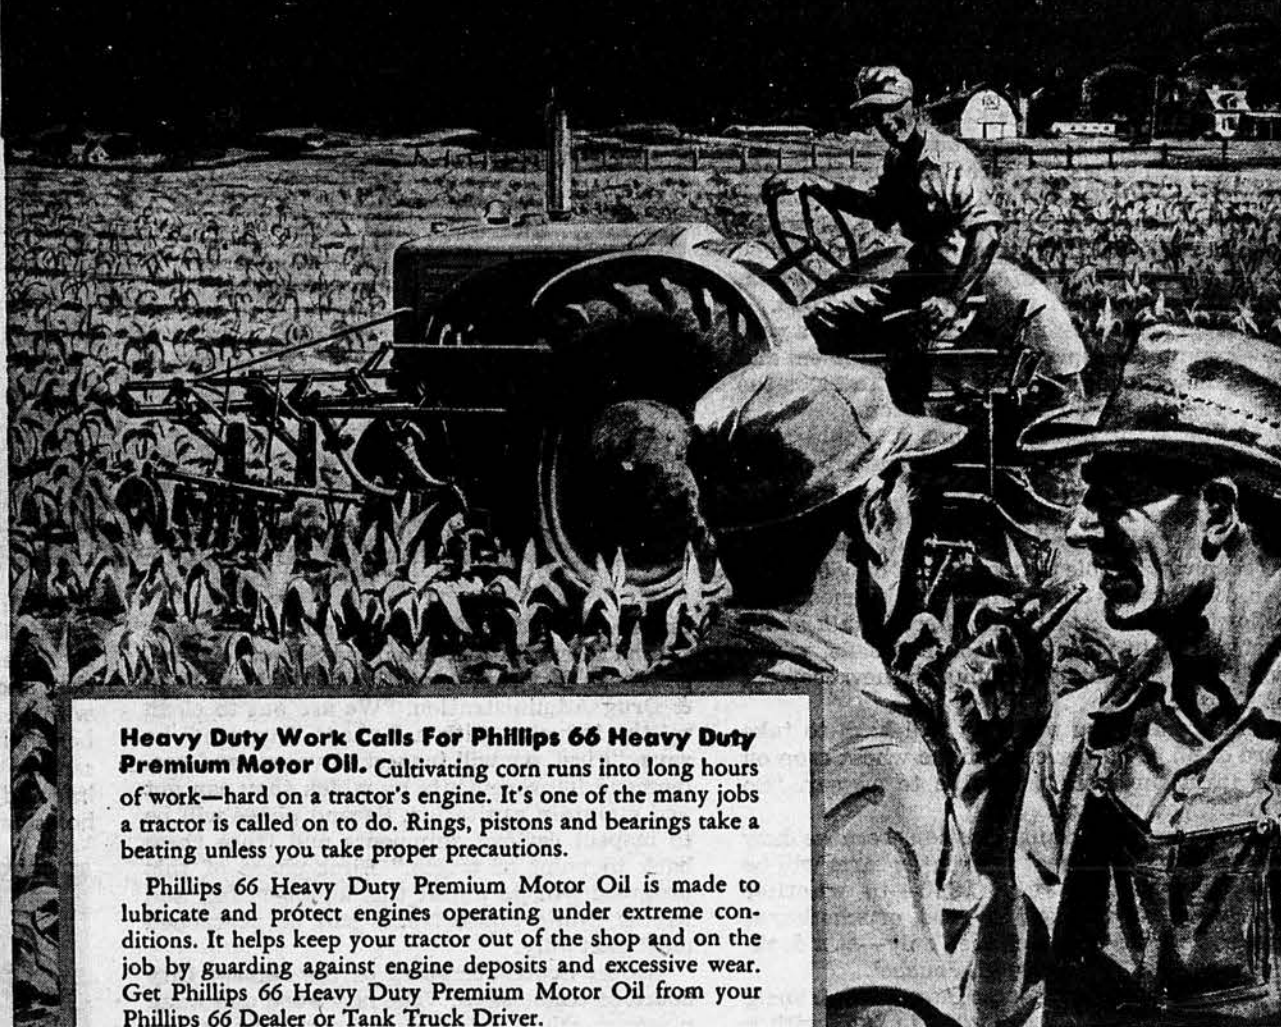 Heavy Duty Work Calls For Phillips 66 Heavy Duty
Premium Motor Oil. Cultivating corn runs into long hours
of work—hard on a tractor's engine. It's one of the many jobs
a tractor is called on to do. Rings, pistons and bearings take a
beating unless you take proper precautions.
Phillips 66 Heavy Duty Premium Motor Oil is made to
lubricate and protect engines operating under extreme con-
ditions. It helps keep your tractor out of the shop and on the
job by guarding against engine deposits and excessive wear.
Get Phillips 66 Heavy Duty Premium Motor Oil from your
Phillips 66 Dealer or Tank Truck Driver.